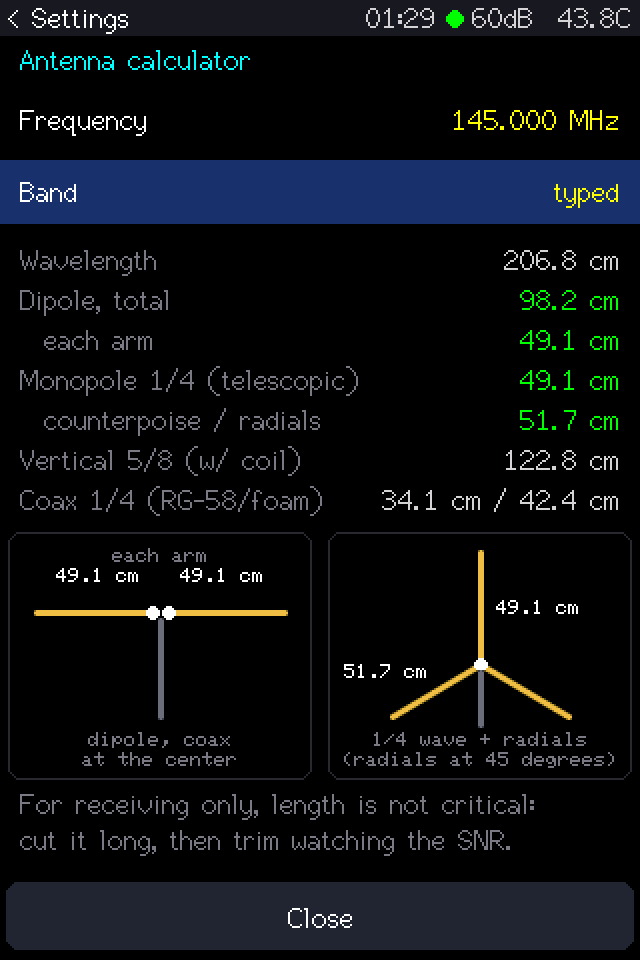 < Settings 01:29 60dB 43.8C
Antenna calculator
Frequency 145.000 MHz
Band typed
Wavelength 206.8 cm
Dipole, total 98.2 cm
each arm 49.1 cm
Monopole 1/4 (telescopic) 49.1 cm
counterpoise / radials 51.7 cm
Vertical 5/8 (w/ coil) 122.8 cm
Coax 1/4 (RG-58/foam) 34.1 cm / 42.4 cm
each arm
49.1 cm 49.1 cm
dipole, coax
at the center
49.1 cm
51.7 cm
1/4 wave + radials
(radials at 45 degrees)
For receiving only, length is not critical:
cut it long, then trim watching the SNR.
Close